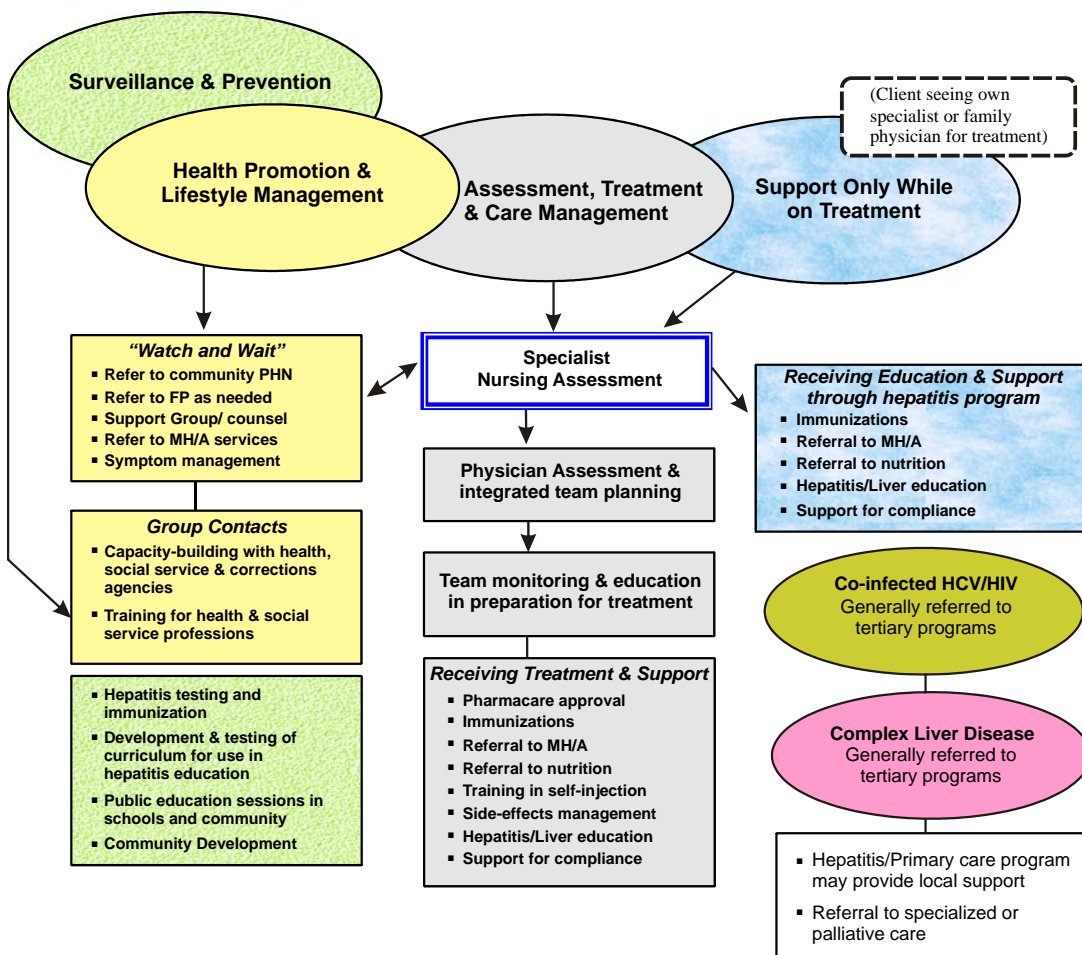 Surveillance & Prevention
(Client seeing own
specialist or family
physician for treatment)
Health Promotion &
Lifestyle Management
Assessment, Treatment
& Care Management
Support Only While
on Treatment
“Watch and Wait”
▪ Refer to community PHN
▪ Refer to FP as needed
▪ Support Group/ counsel
▪ Refer to MH/A services
▪ Symptom management
Specialist
Nursing Assessment
Receiving Education & Support
through hepatitis program
▪ Immunizations
▪ Referral to MH/A
▪ Referral to nutrition
▪ Hepatitis/Liver education
▪ Support for compliance
Physician Assessment &
integrated team planning
Group Contacts
▪ Capacity-building with health,
social service & corrections
agencies
▪ Training for health & social
service professions
Team monitoring & education
in preparation for treatment
Co-infected HCV/HIV
Generally referred to
tertiary programs
▪ Hepatitis testing and
immunization
▪ Development & testing of
curriculum for use in
hepatitis education
▪ Public education sessions in
schools and community
▪ Community Development
Receiving Treatment & Support
▪ Pharmacare approval
▪ Immunizations
▪ Referral to MH/A
▪ Referral to nutrition
▪ Training in self-injection
▪ Side-effects management
▪ Hepatitis/Liver education
▪ Support for compliance
Complex Liver Disease
Generally referred to
tertiary programs
▪ Hepatitis/Primary care program
may provide local support
▪ Referral to specialized or
palliative care